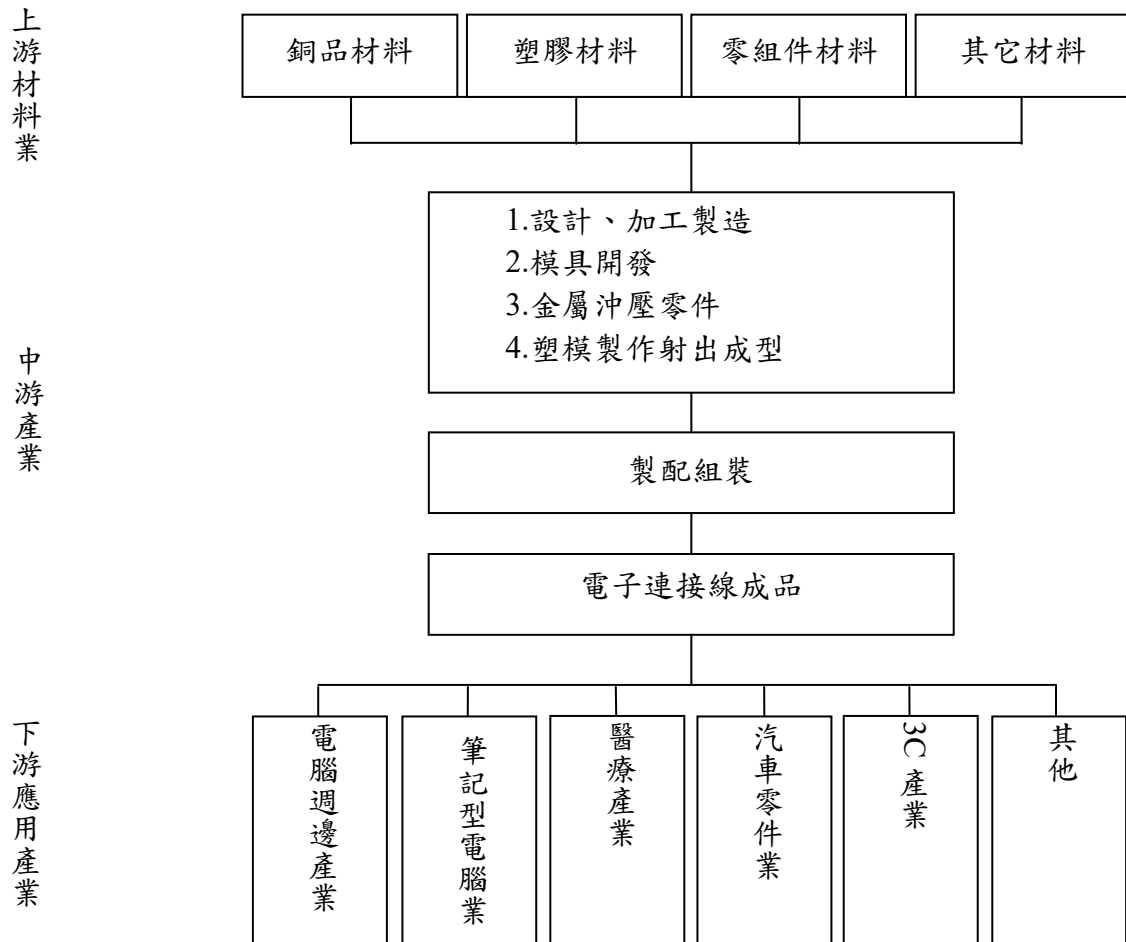 上游材料業
銅品材料
塑膠材料
零組件材料
其它材料
中游產業
1.設計、加工製造
2.模具開發
3.金屬沖壓零件
4.塑模製作射出成型
製配組裝
電子連接線成品
下游應用產業
電腦週邊產業
筆記型電腦業
醫療產業
汽車零件業
3C 產業
其他